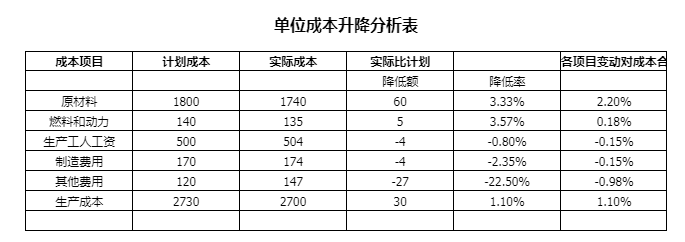 单位成本升降分析表
成本项目 计划成本 实际成本 实际比计划 各项目变动对成本合
降低额 降低率
原材料 1800 1740 60 3.33% 2.20%
燃料和动力 140 135 5 3.57% 0.18%
生产工人工资 500 504 -4 -0.80% -0.15%
制造费用 170 174 -4 -2.35% -0.15%
其他费用 120 147 -27 -22.50% -0.98%
生产成本 2730 2700 30 1.10% 1.10%